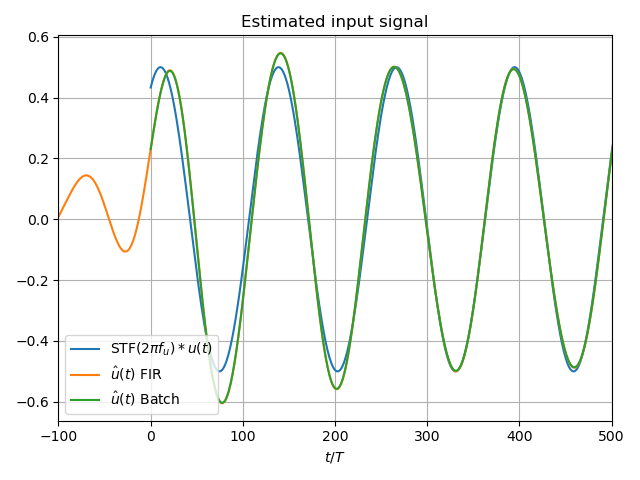 Estimated input signal
0.6
0.4
0.2
0.0
−0.2
−0.4
−0.6
STF(2πf_u) * u(t)
û(t) FIR
û(t) Batch
−100 0 100 200 300 400 500
t/T